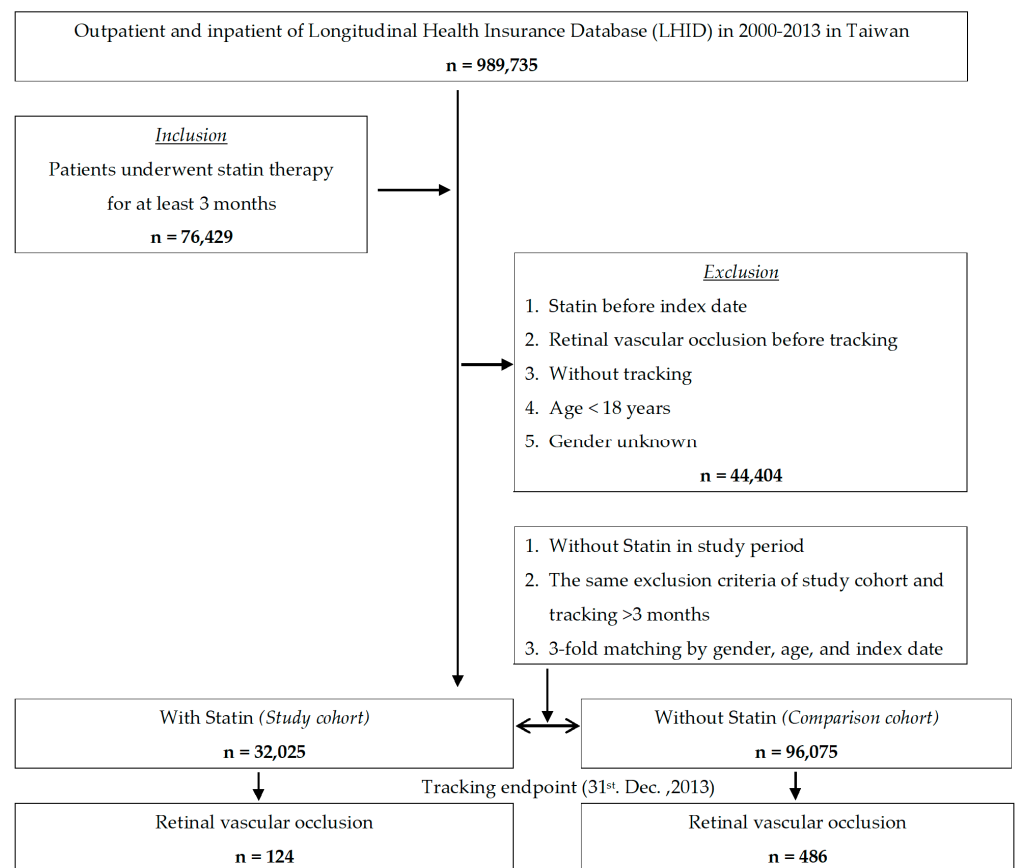 Outpatient and inpatient of Longitudinal Health Insurance Database (LHID) in 2000-2013 in Taiwan
n = 989,735
Inclusion
Patients underwent statin therapy
for at least 3 months
n = 76,429
Exclusion
1. Statin before index date
2. Retinal vascular occlusion before tracking
3. Without tracking
4. Age < 18 years
5. Gender unknown
n = 44,404
1. Without Statin in study period
2. The same exclusion criteria of study cohort and
tracking >3 months
3. 3-fold matching by gender, age, and index date
With Statin (Study cohort)
n = 32,025
Without Statin (Comparison cohort)
n = 96,075
Tracking endpoint (31st. Dec. ,2013)
Retinal vascular occlusion
n = 124
Retinal vascular occlusion
n = 486